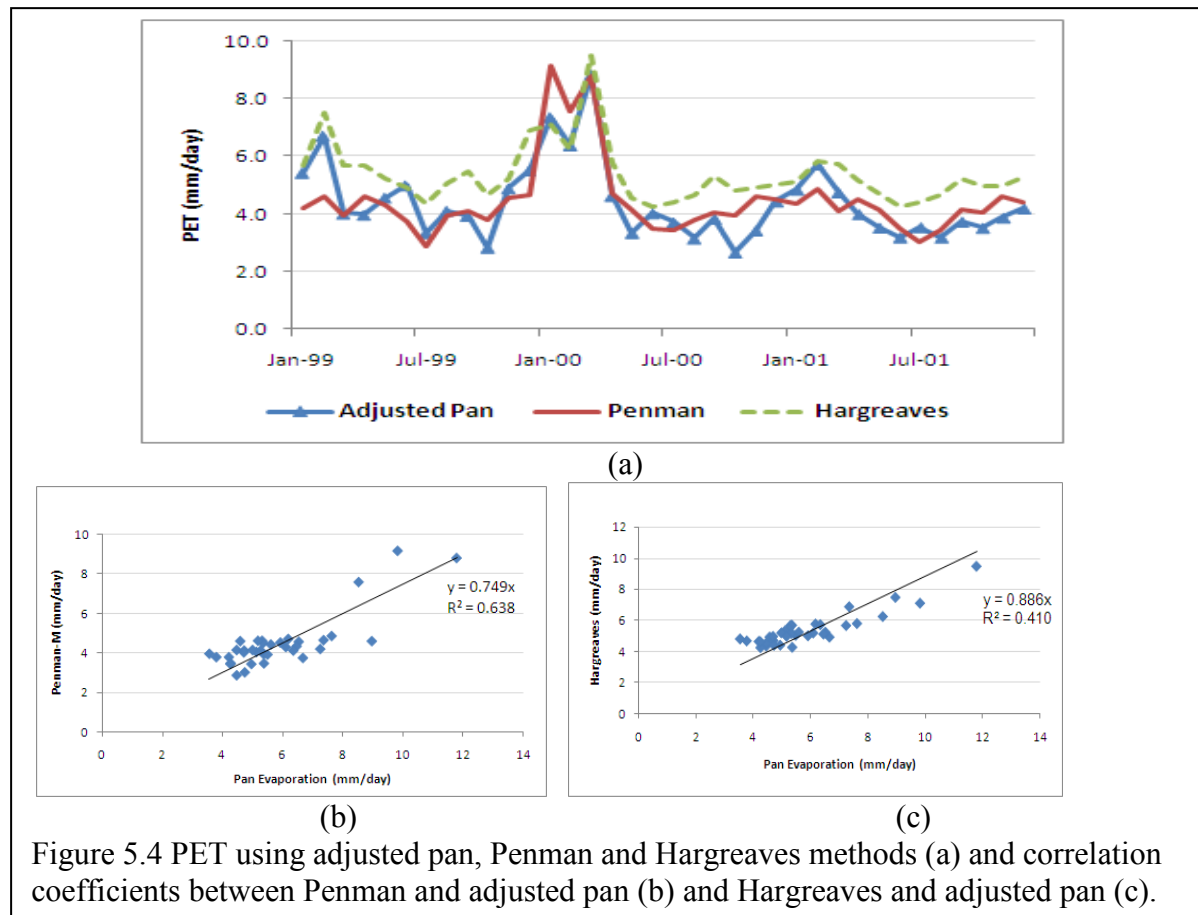 10.0
8.0
6.0
4.0
2.0
0.0
PET (mm/day)
Jan-99 Jul-99 Jan-00 Jul-00 Jan-01 Jul-01
Adjusted Pan Penman Hargreaves
(a)
10
8
6
4
2
0
Penman-M (mm/day)
y = 0.749x
R² = 0.638
0 2 4 6 8 10 12 14
Pan Evaporation (mm/day)
(b)
12
10
8
6
4
2
0
Hargreaves (mm/day)
y = 0.886x
R² = 0.410
0 2 4 6 8 10 12 14
Pan Evaporation (mm/day)
(c)
Figure 5.4 PET using adjusted pan, Penman and Hargreaves methods (a) and correlation
coefficients between Penman and adjusted pan (b) and Hargreaves and adjusted pan (c).